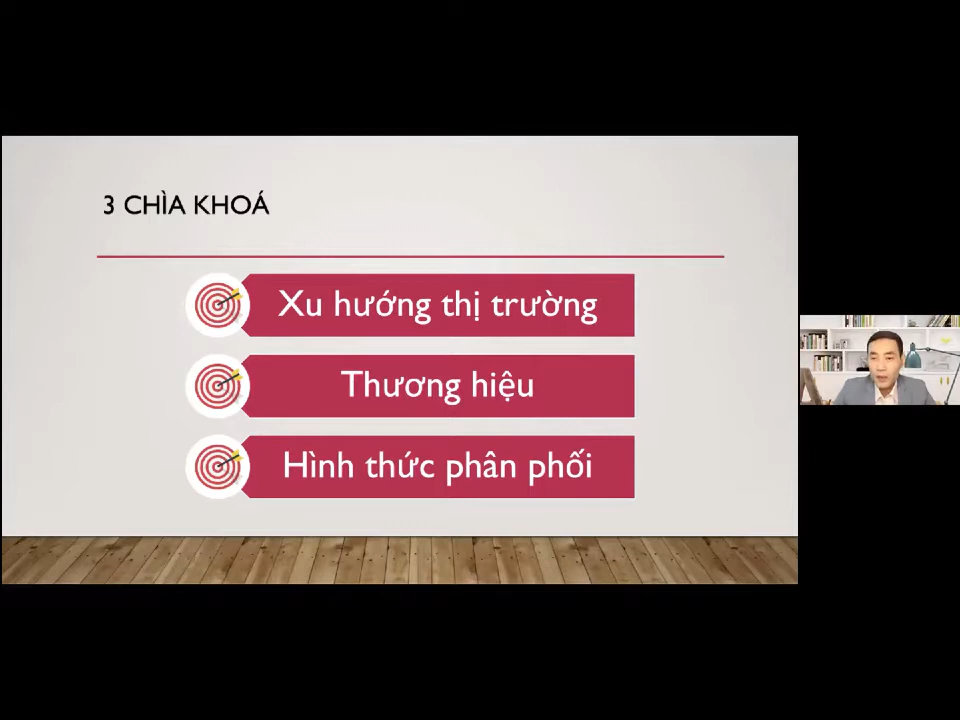 3 CHÌA KHOÁ
Xu hướng thị trường
Thương hiệu
Hình thức phân phối